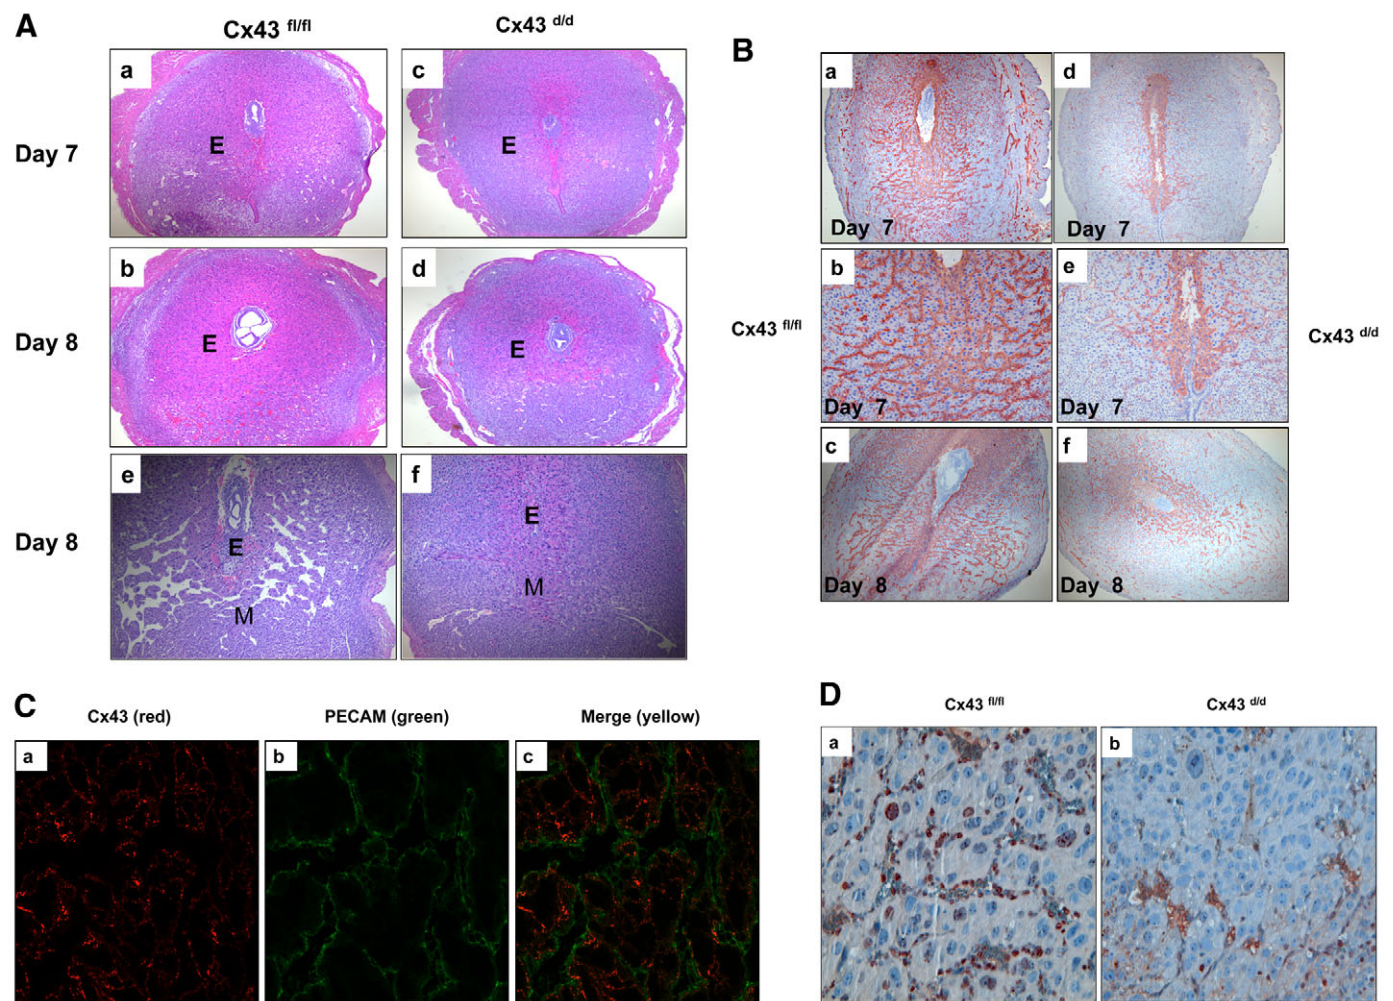 A
Cx43 fl/fl
Cx43 d/d
a
c
Day 7
E
E
b
d
Day 8
E
E
e
f
Day 8
E
M
E
M
B
a
d
Day 7
Day 7
b
e
Cx43 fl/fl
Cx43 d/d
Day 7
Day 7
c
f
Day 8
Day 8
C
Cx43 (red)
PECAM (green)
Merge (yellow)
a
b
c
D
Cx43 fl/fl
Cx43 d/d
a
b